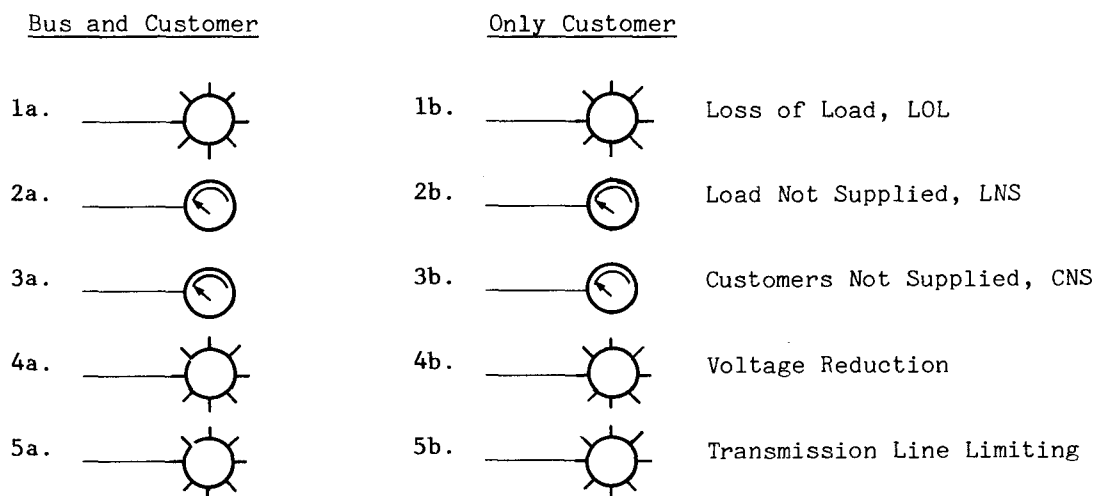 Bus and Customer Only Customer
1a. 1b. Loss of Load, LOL
2a. 2b. Load Not Supplied, LNS
3a. 3b. Customers Not Supplied, CNS
4a. 4b. Voltage Reduction
5a. 5b. Transmission Line Limiting